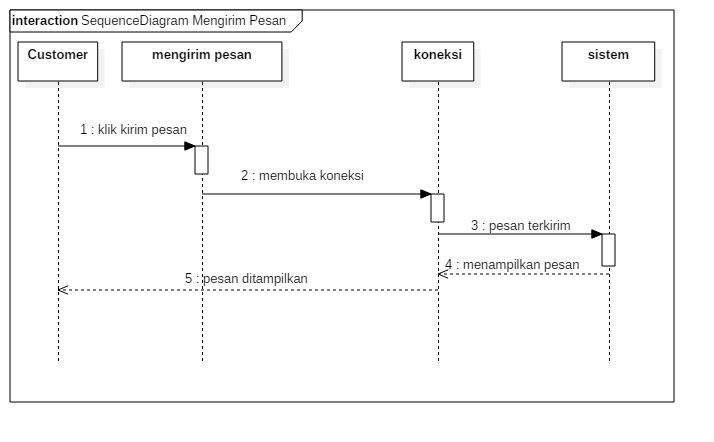 interaction SequenceDiagram Mengirim Pesan
Customer
mengirim pesan
koneksi
sistem
1 : klik kirim pesan
2 : membuka koneksi
3 : pesan terkirim
4 : menampilkan pesan
5 : pesan ditampilkan